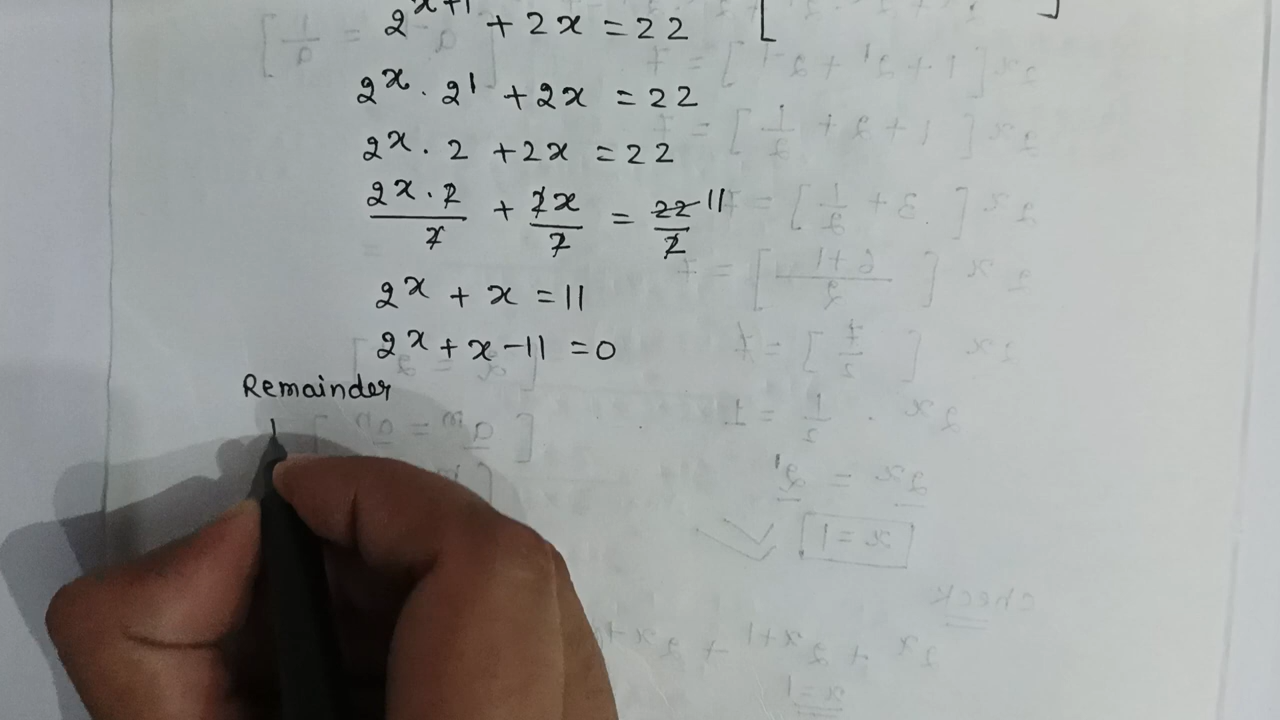 2^x+1 + 2x = 22 [ ]
2^x . 2^1 + 2x = 22
2^x . 2 + 2x = 22
2^x . 2 / 2 + 2x / 2 = 22 / 2 11
2^x + x = 11
2^x + x - 11 = 0
Remainder